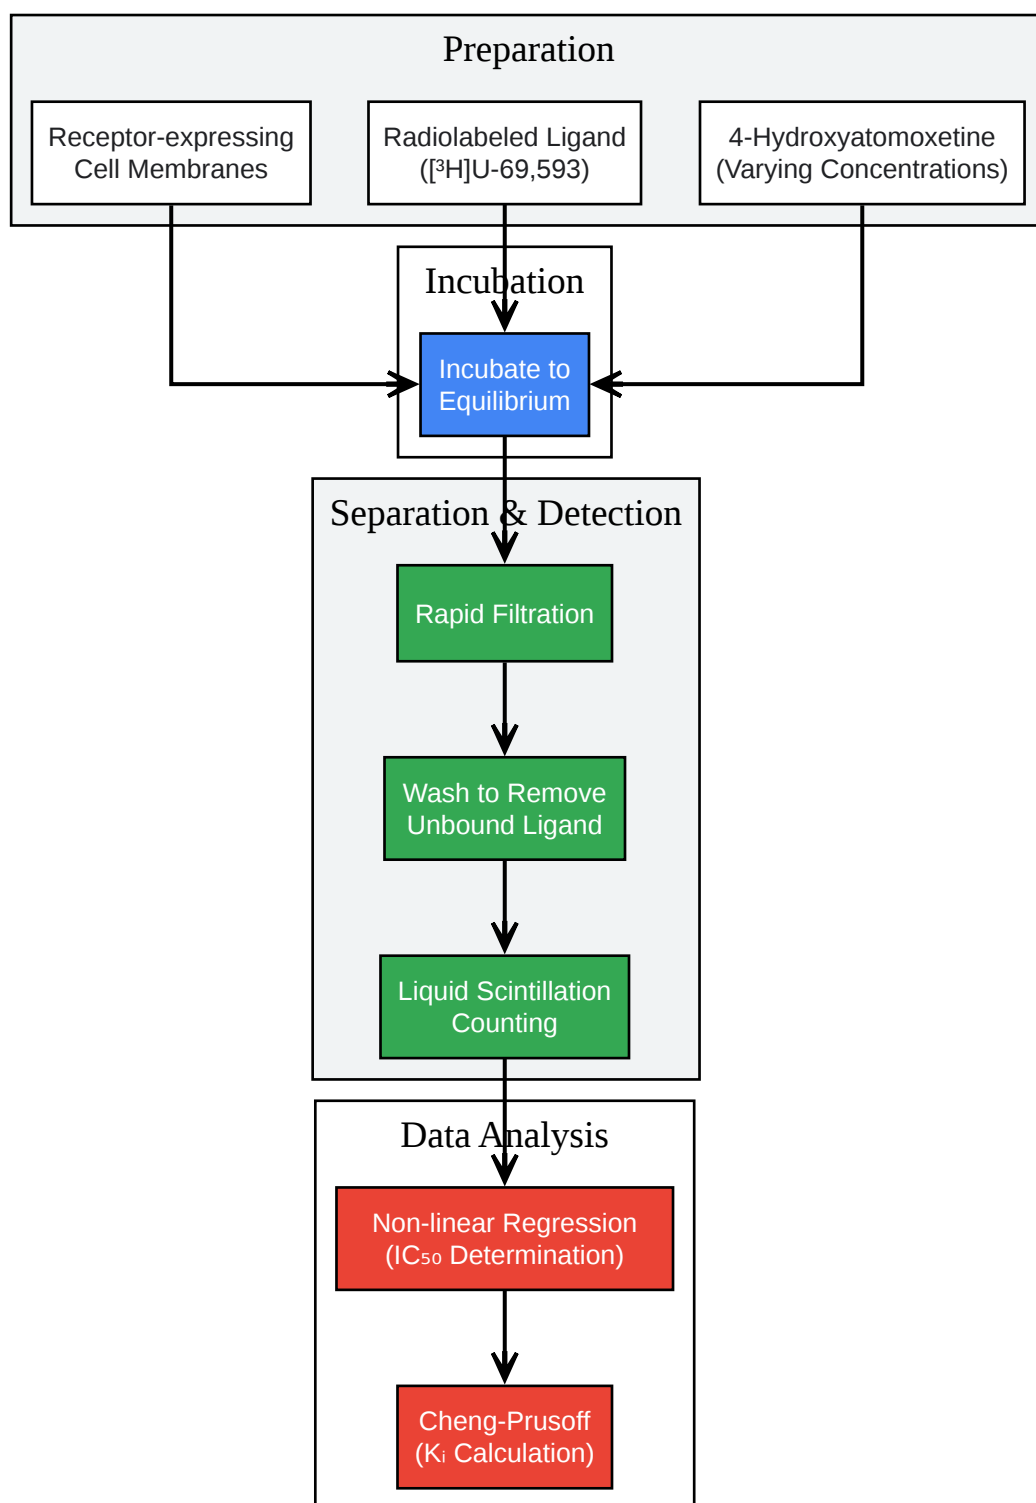 Preparation
Receptor-expressing
Cell Membranes
Radiolabeled Ligand
([³H]U-69,593)
4-Hydroxyatomoxetine
(Varying Concentrations)
Incubation
Incubate to
Equilibrium
Separation & Detection
Rapid Filtration
Wash to Remove
Unbound Ligand
Liquid Scintillation
Counting
Data Analysis
Non-linear Regression
(IC₅₀ Determination)
Cheng-Prusoff
(Kᵢ Calculation)